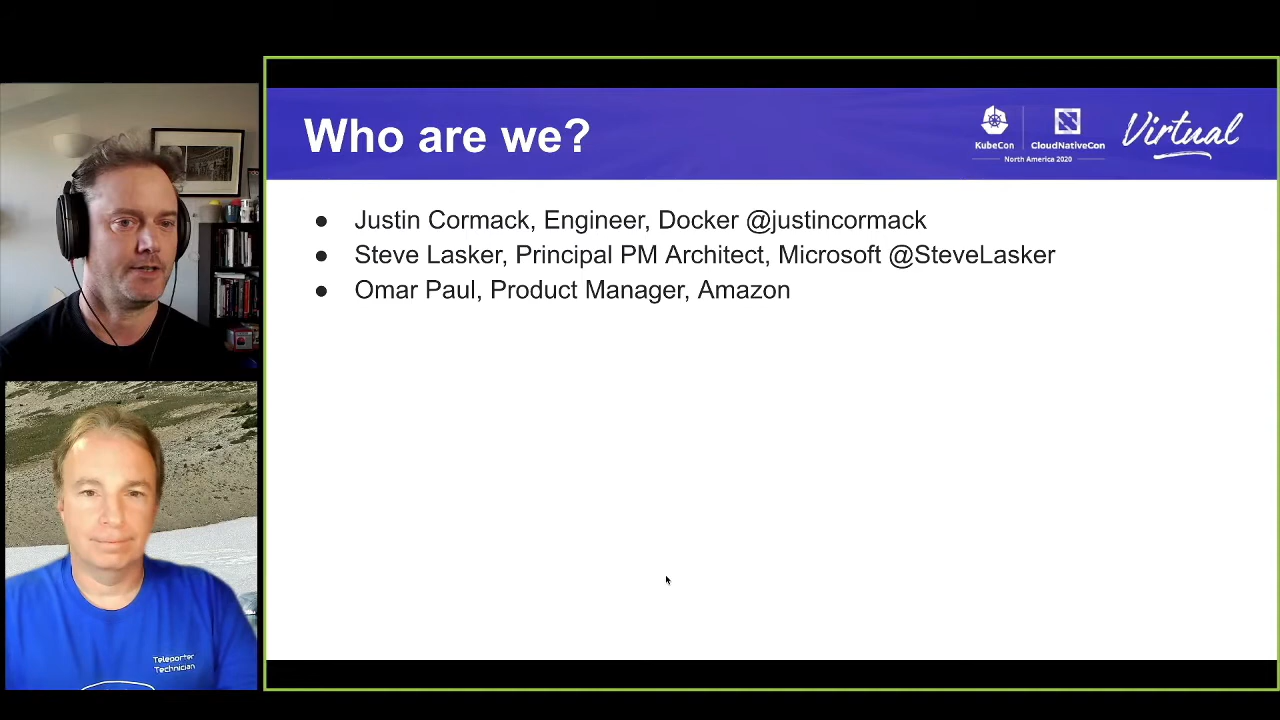 Who are we?
KubeCon
CloudNativeCon
North America 2020
Virtual
● Justin Cormack, Engineer, Docker @justincormack
● Steve Lasker, Principal PM Architect, Microsoft @SteveLasker
● Omar Paul, Product Manager, Amazon
Teleporter
Technician